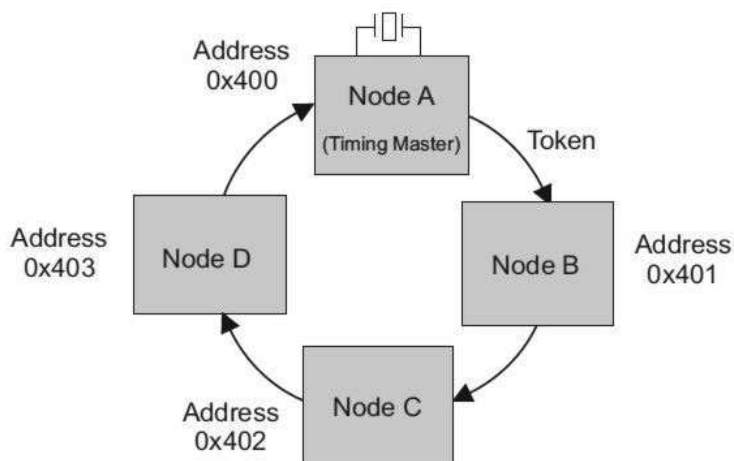 Address
0x400
Node A
(Timing Master)
Token
Address
0x403
Node D
Node B
Address
0x401
Address
0x402
Node C